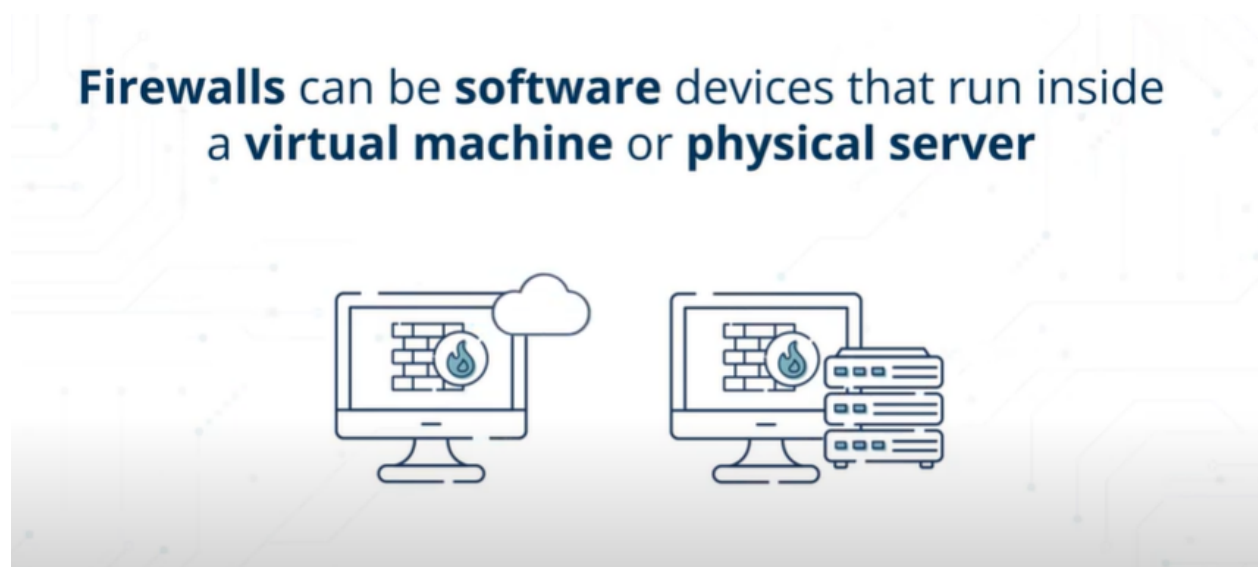 Firewalls can be software devices that run inside
a virtual machine or physical server